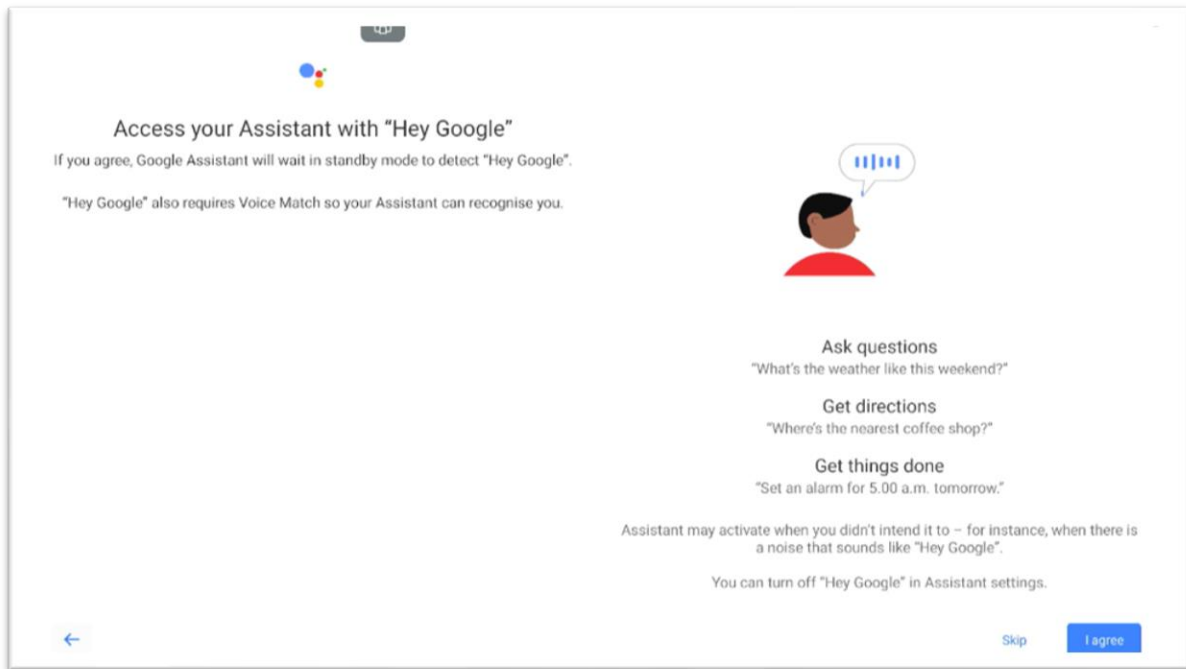 Access your Assistant with “Hey Google”
If you agree, Google Assistant will wait in standby mode to detect “Hey Google”.
“Hey Google” also requires Voice Match so your Assistant can recognise you.
Ask questions
“What’s the weather like this weekend?”
Get directions
“Where’s the nearest coffee shop?”
Get things done
“Set an alarm for 5.00 a.m. tomorrow.”
Assistant may activate when you didn’t intend it to – for instance, when there is
a noise that sounds like “Hey Google”.
You can turn off “Hey Google” in Assistant settings.
Skip
I agree